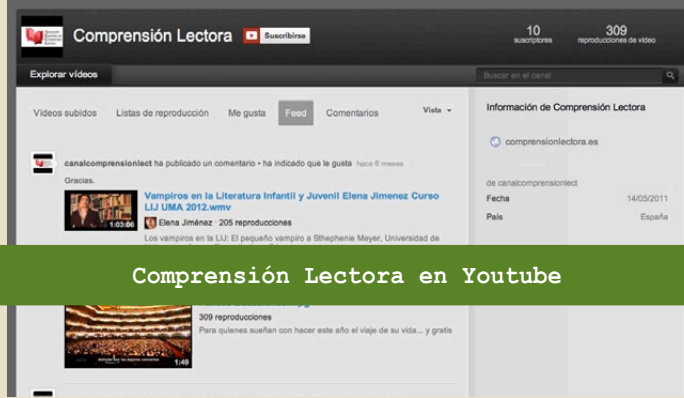 Comprensión Lectora
Suscribirse
10
suscriptores
309
reproducciones de vídeo
Explorar vídeos
Buscar en el canal
Vídeos subidos
Listas de reproducción
Me gusta
Feed
Comentarios
Vista
Información de Comprensión Lectora
comprensionlectora.es
canalcomprensionlect ha publicado un comentario • ha indicado que le gusta hace 6 meses
Gracias.
de canalcomprensionlect
Fecha 14/05/2011
País España
Vampiros en la Literatura Infantil y Juvenil Elena Jimenez Curso
LIJ UMA 2012.wmv
1:03:06
Elena Jiménez · 205 reproducciones
Los vampiros en la LIJ: El pequeño vampiro a Sthephenie Meyer, Universidad de
Comprensión Lectora en Youtube
309 reproducciones
Para quienes sueñan con hacer este año el viaje de su vida... y gratis
1:49